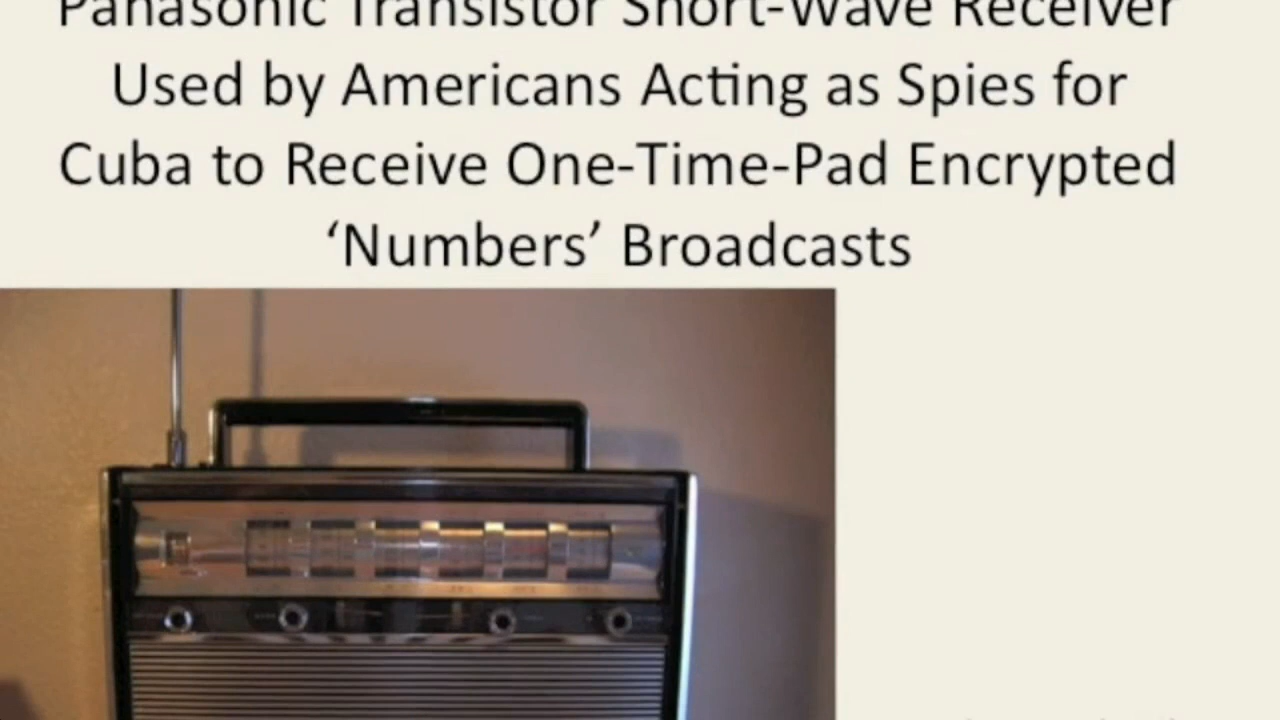 Panasonic Transistor Short-Wave Receiver
Used by Americans Acting as Spies for
Cuba to Receive One-Time-Pad Encrypted
‘Numbers’ Broadcasts